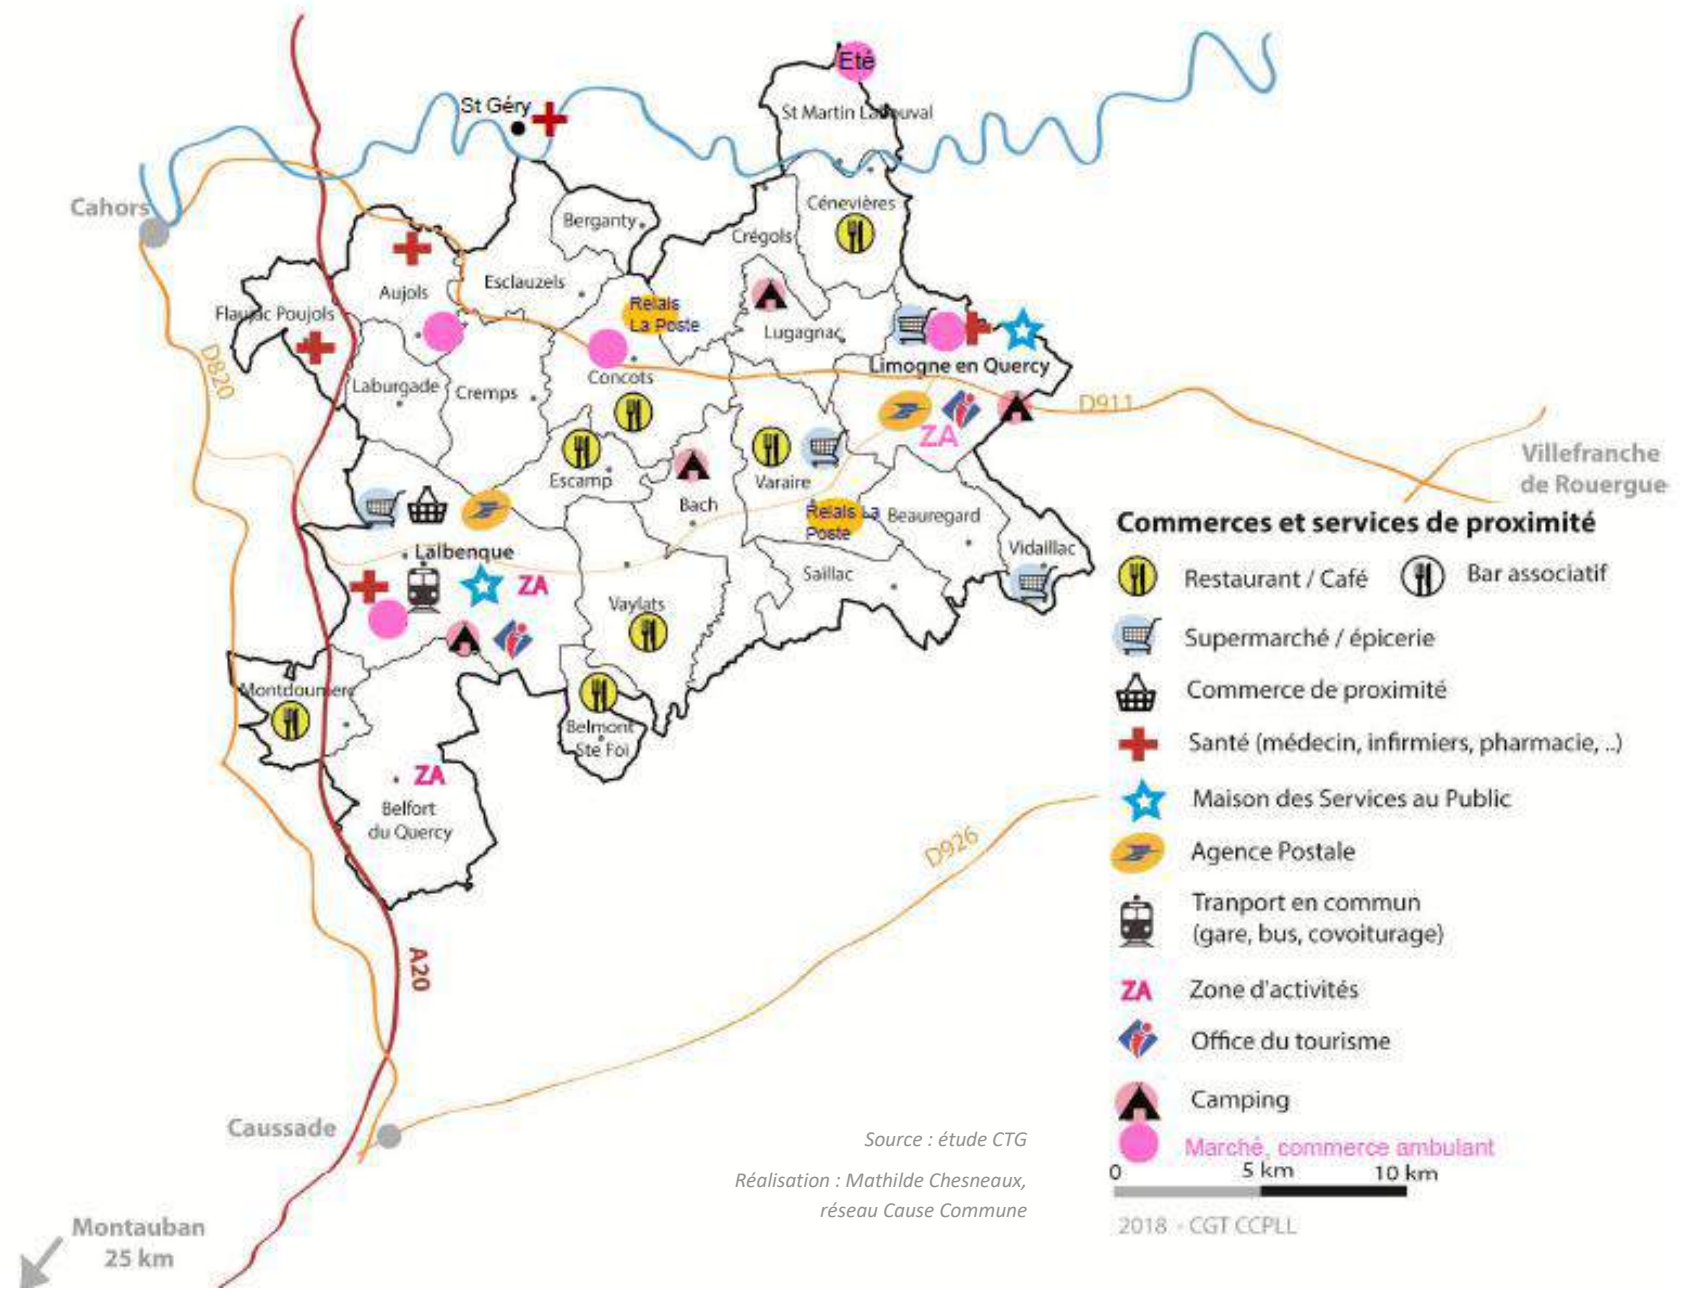 Eté
St Martin Labouval
St Géry
Cahors
Cénevières
Berganty
Crégols
Esclauzels
Aujols
Flaujac Poujols
Relais
La Poste
Lugagnac
Limogne en Quercy
D820
Laburgade
Cremps
Concots
D911
ZA
Villefranche
de Rouergue
Escamp
Varaire
Bach
Relais La
Poste
Beauregard
Vidaillac
Lalbenque
ZA
Saillac
Vaylats
Montdoumerc
Belmont
Ste Foi
ZA
Belfort
du Quercy
D926
A20
Caussade
Montauban
25 km
Commerces et services de proximité
Restaurant / Café
Bar associatif
Supermarché / épicerie
Commerce de proximité
Santé (médecin, infirmiers, pharmacie, ..)
Maison des Services au Public
Agence Postale
Tranport en commun
(gare, bus, covoiturage)
ZA Zone d'activités
Office du tourisme
Camping
Marché, commerce ambulant
0 5 km 10 km
2018 - CGT CCPLL
Source : étude CTG
Réalisation : Mathilde Chesneaux,
réseau Cause Commune